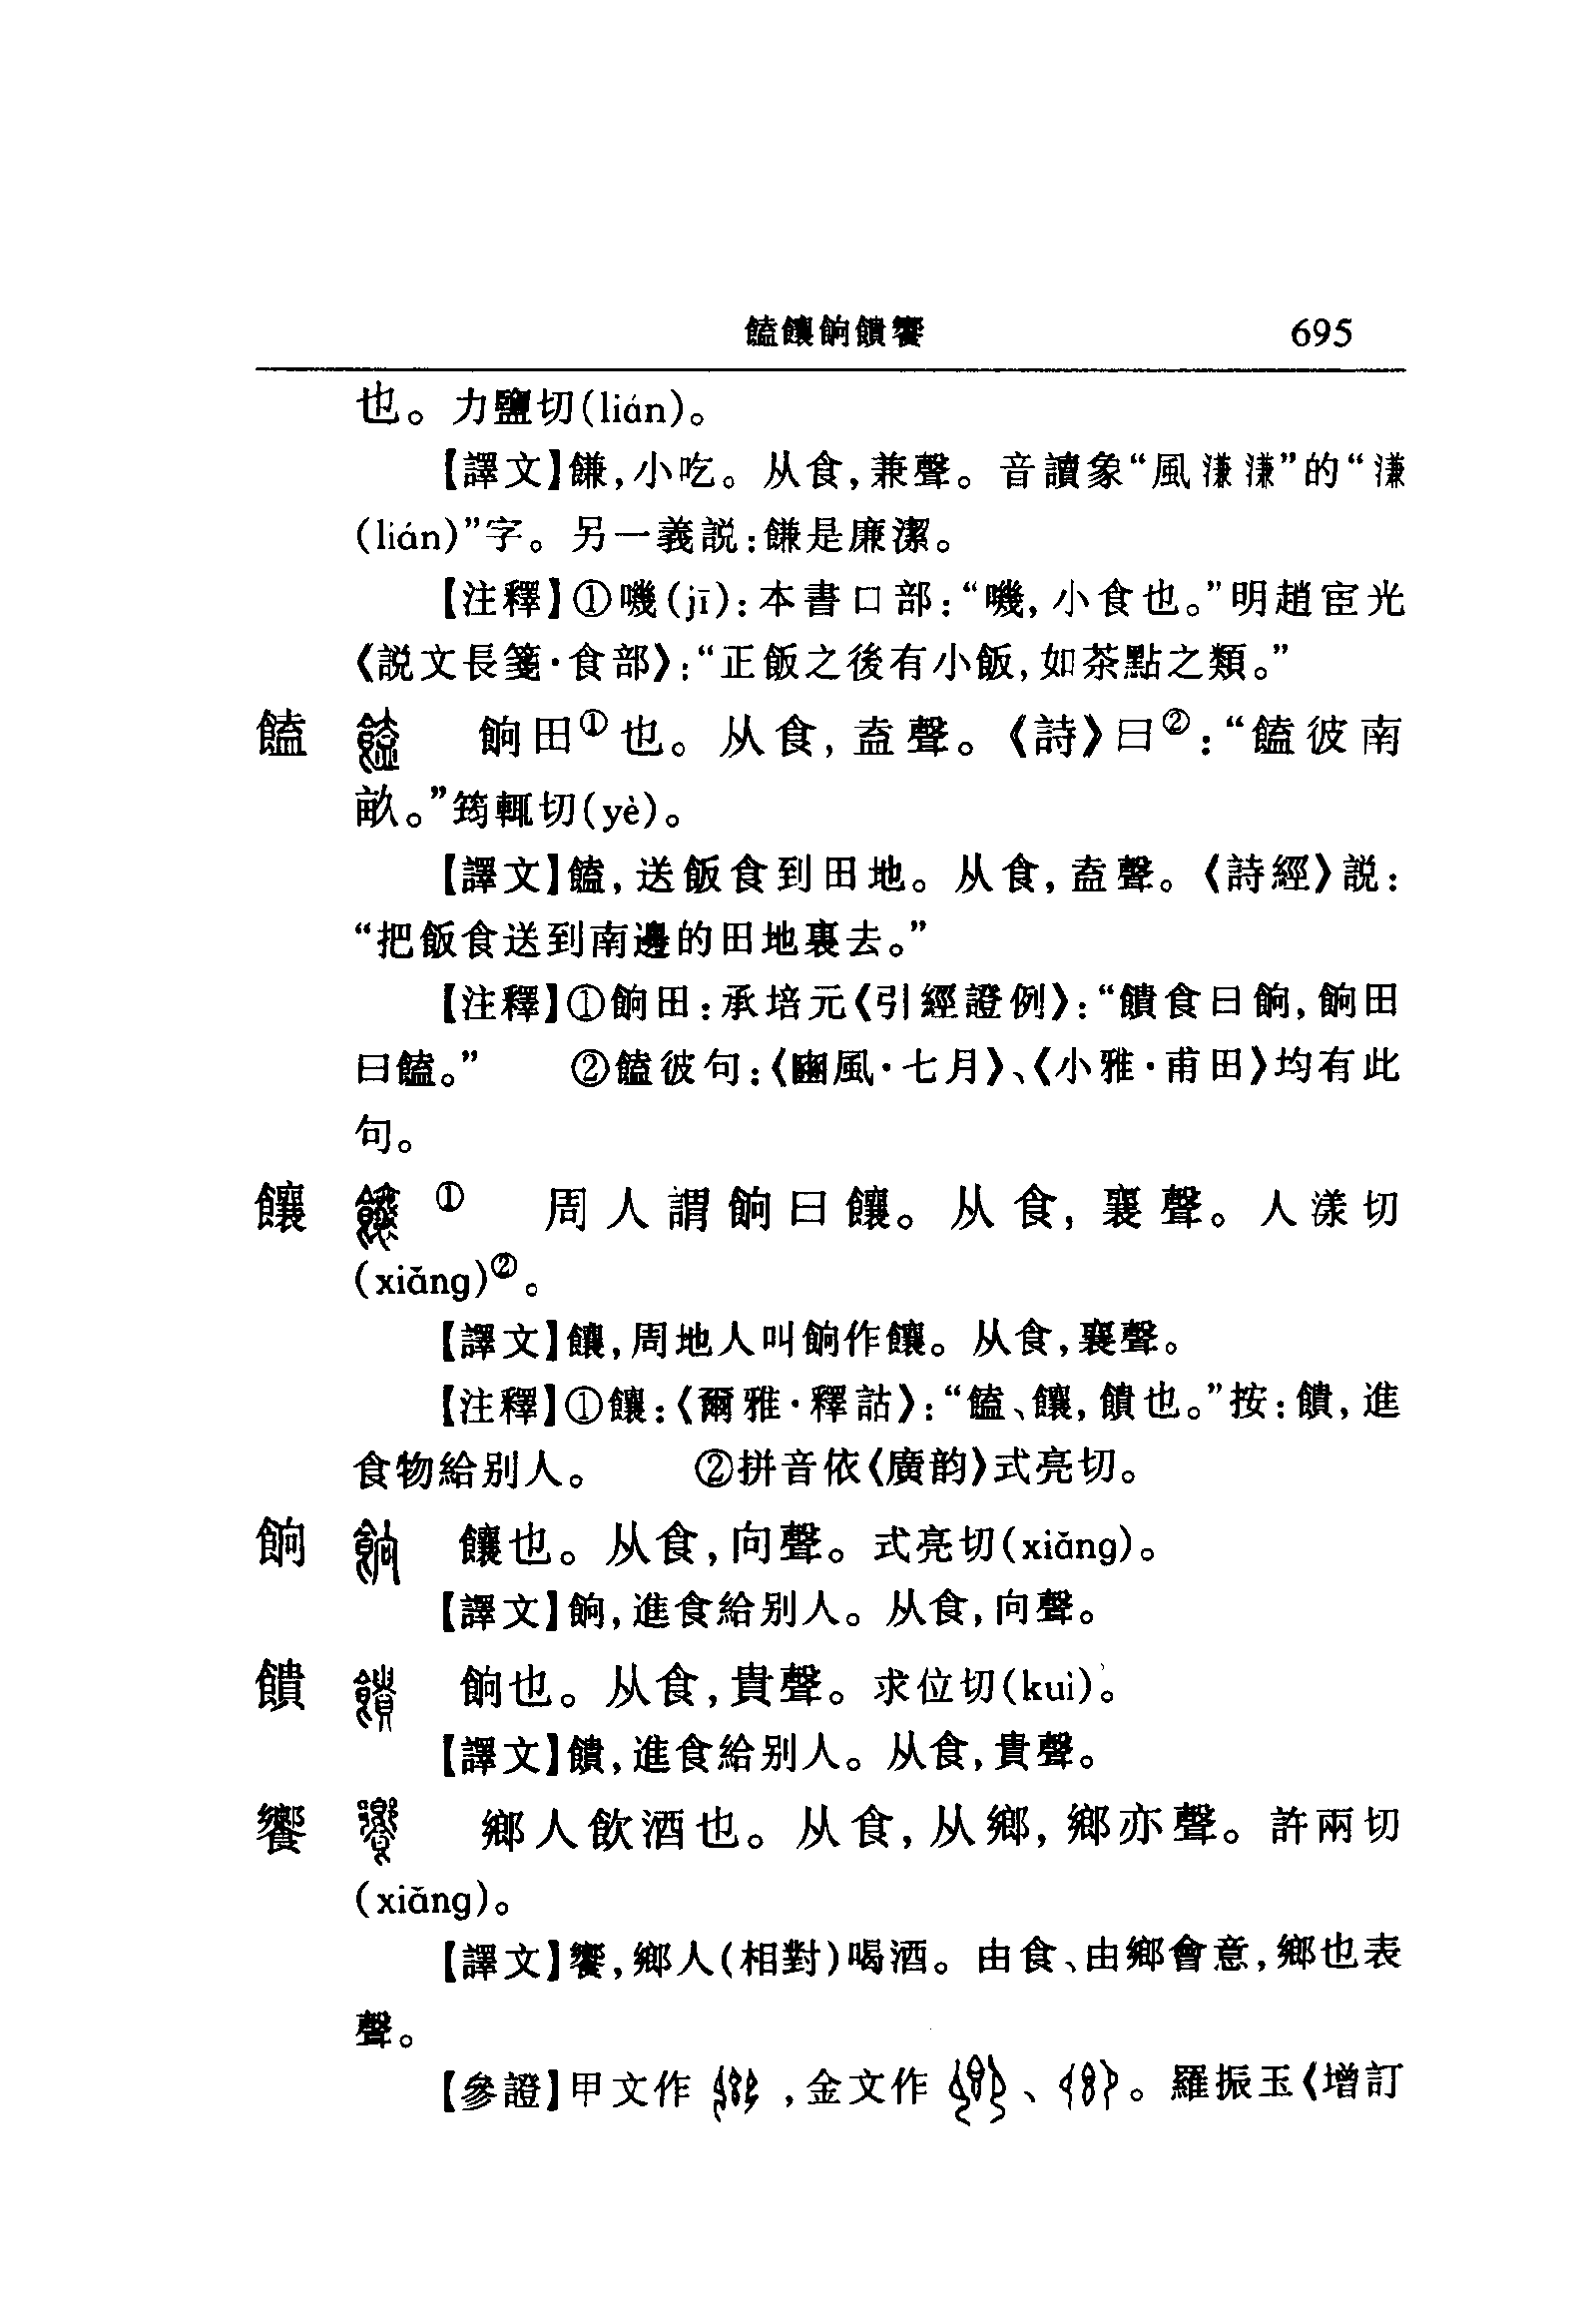 饁饟餉饋饗 695
也。力鹽切(lián)。
【譯文】䭑,小吃。从食,兼聲。音讀象“風溓溓”的“溓
(lián)”字。另一義説:䭑是廉潔。
【注釋】①嘰(jī):本書口部:“嘰,小食也。”明趙宧光
《説文長箋·食部》:“正飯之後有小飯,如茶點之類。”
饁 餉田①也。从食,盍聲。《詩》曰②:“饁彼南
畝。”筠輒切(yè)。
【譯文】饁,送飯食到田地。从食,盍聲。《詩經》説:
“把飯食送到南邊的田地裏去。”
【注釋】①餉田:承培元《引經證例》:“饋食曰餉,餉田
曰饁。” ②饁彼句:《豳風·七月》、《小雅·甫田》均有此
句。
饟 ① 周人謂餉曰饟。从食,襄聲。人漾切
(xiǎng)②。
【譯文】饟,周地人叫餉作饟。从食,襄聲。
【注釋】①饟:《爾雅·釋詁》:“饁、饟,饋也。”按:饋,進
食物給别人。 ②拼音依《廣韵》式亮切。
餉 饟也。从食,向聲。式亮切(xiǎng)。
【譯文】餉,進食給别人。从食,向聲。
饋 餉也。从食,貴聲。求位切(kuì)。
【譯文】饋,進食給别人。从食,貴聲。
饗 鄉人飲酒也。从食,从鄉,鄉亦聲。許兩切
(xiǎng)。
【譯文】饗,鄉人(相對)喝酒。由食、由鄉會意,鄉也表
聲。
【參證】甲文作 ,金文作 、 。羅振玉《增訂